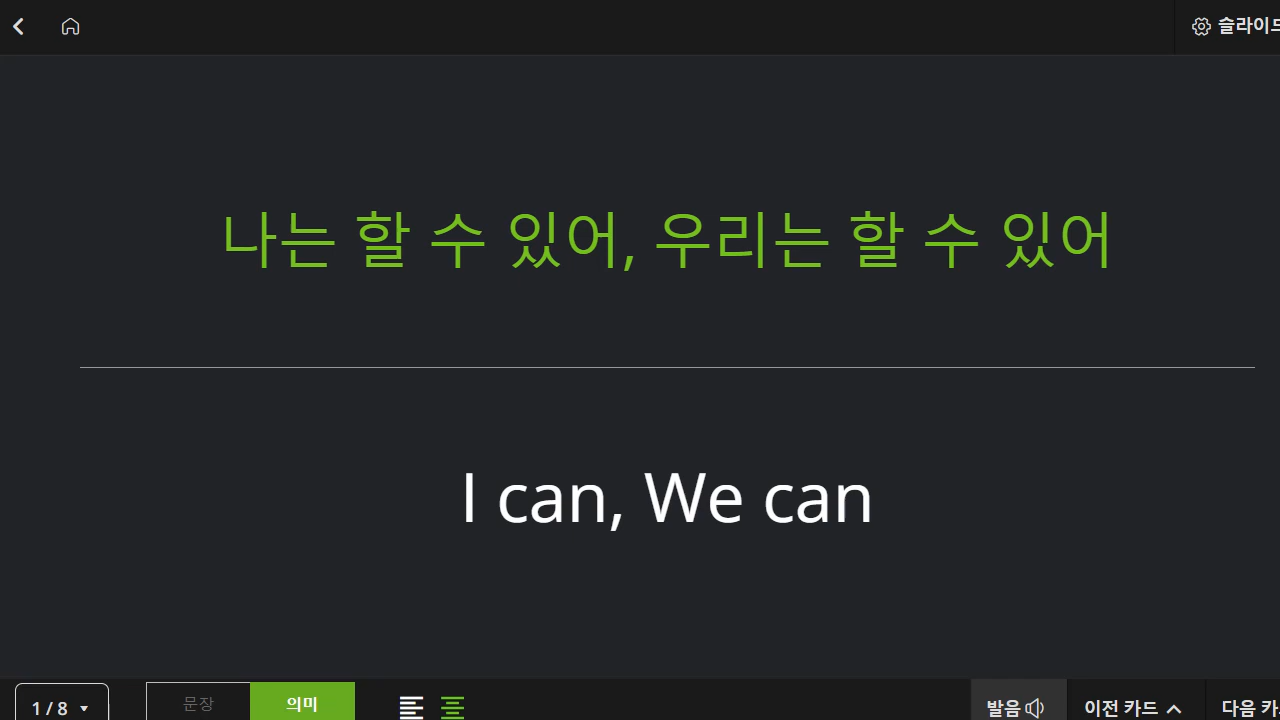 슬라이드
나는 할 수 있어, 우리는 할 수 있어
I can, We can
1 / 8
문장
의미
발음
이전 카드
다음 카